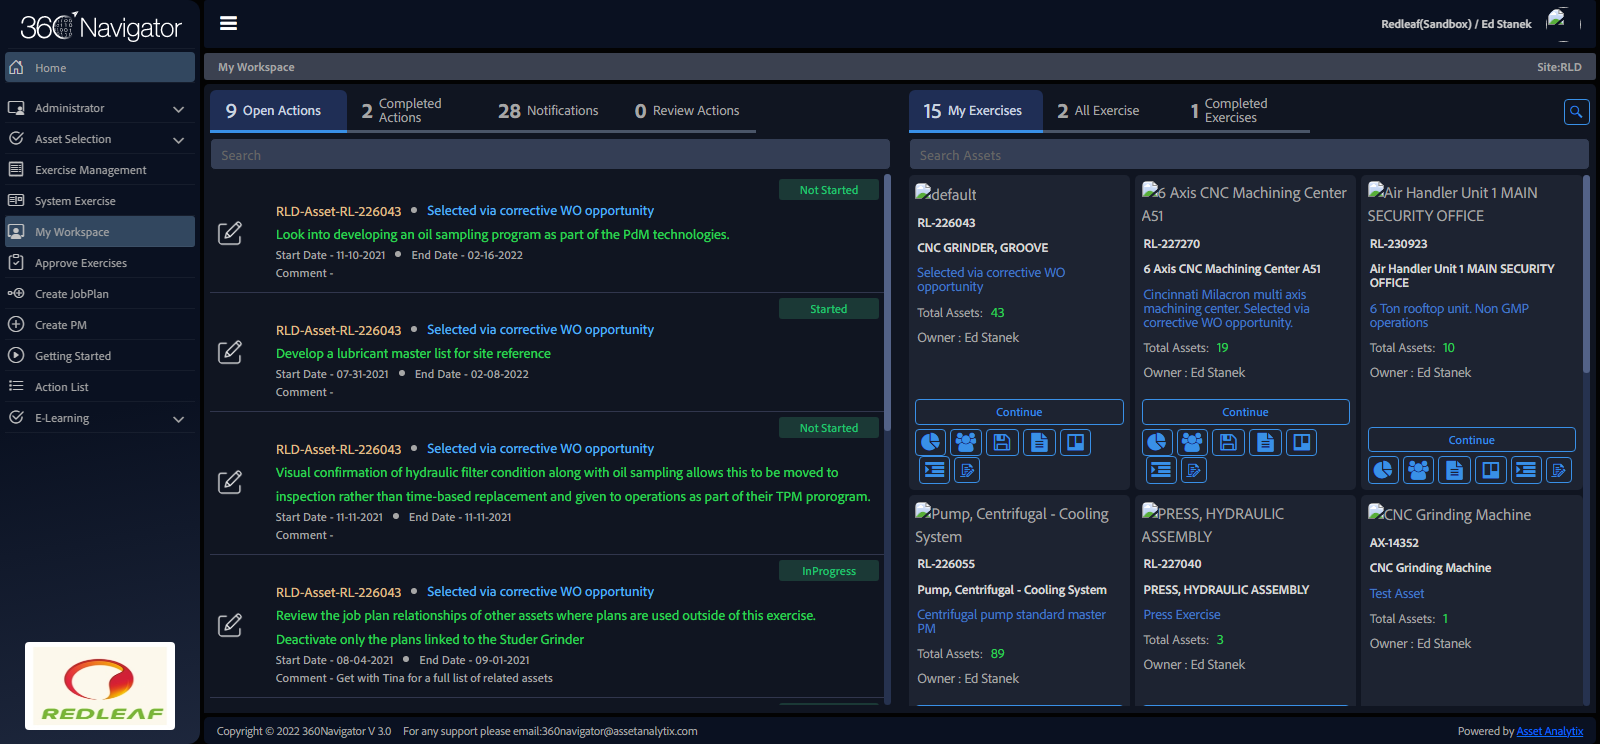 360 Navigator
Redleaf(Sandbox) / Ed Stanek
Home
Administrator
Asset Selection
Exercise Management
System Exercise
My Workspace
Approve Exercises
Create JobPlan
Create PM
Getting Started
Action List
E-Learning
REDLEAF
My Workspace
Site:RLD
9 Open Actions
2 Completed Actions
28 Notifications
0 Review Actions
Search
Not Started
RLD-Asset-RL-226043 • Selected via corrective WO opportunity
Look into developing an oil sampling program as part of the PdM technologies.
Start Date - 11-10-2021 • End Date - 02-16-2022
Comment -
Started
RLD-Asset-RL-226043 • Selected via corrective WO opportunity
Develop a lubricant master list for site reference
Start Date - 07-31-2021 • End Date - 02-08-2022
Comment -
Not Started
RLD-Asset-RL-226043 • Selected via corrective WO opportunity
Visual confirmation of hydraulic filter condition along with oil sampling allows this to be moved to
inspection rather than time-based replacement and given to operations as part of their TPM prorogram.
Start Date - 11-11-2021 • End Date - 11-11-2021
Comment -
InProgress
RLD-Asset-RL-226043 • Selected via corrective WO opportunity
Review the job plan relationships of other assets where plans are used outside of this exercise.
Deactivate only the plans linked to the Studer Grinder
Start Date - 08-04-2021 • End Date - 09-01-2021
Comment - Get with Tina for a full list of related assets
15 My Exercises
2 All Exercise
1 Completed Exercises
Search Assets
default
RL-226043
CNC GRINDER, GROOVE
Selected via corrective WO
opportunity
Total Assets: 43
Owner : Ed Stanek
Continue
6 Axis CNC Machining Center
A51
RL-227270
6 Axis CNC Machining Center A51
Cincinnati Milacron multi axis
machining center. Selected via
corrective WO opportunity.
Total Assets: 19
Owner : Ed Stanek
Continue
Air Handler Unit 1 MAIN
SECURITY OFFICE
RL-230923
Air Handler Unit 1 MAIN SECURITY
OFFICE
6 Ton rooftop unit. Non GMP
operations
Total Assets: 10
Owner : Ed Stanek
Continue
Pump, Centrifugal - Cooling
System
RL-226055
Pump, Centrifugal - Cooling System
Centrifugal pump standard master
PM
Total Assets: 89
Owner : Ed Stanek
PRESS, HYDRAULIC
ASSEMBLY
RL-227040
PRESS, HYDRAULIC ASSEMBLY
Press Exercise
Total Assets: 3
Owner : Ed Stanek
CNC Grinding Machine
AX-14352
CNC Grinding Machine
Test Asset
Total Assets: 1
Owner : Ed Stanek
Copyright © 2022 360Navigator V 3.0 For any support please email:360navigator@assetanalytix.com
Powered by Asset Analytix